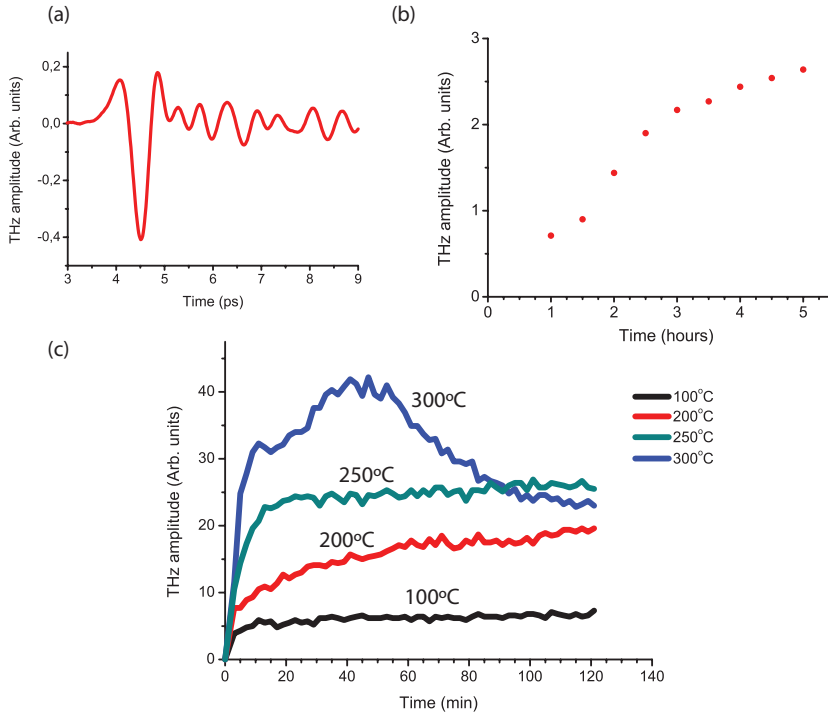 (a)
0,2
0,0
-0,2
-0,4
THz amplitude (Arb. units)
3 4 5 6 7 8 9
Time (ps)
(b)
3
2
1
0
THz amplitude (Arb. units)
0 1 2 3 4 5
Time (hours)
(c)
40
30
20
10
0
THz amplitude (Arb. units)
300ºC
250ºC
200ºC
100ºC
0 20 40 60 80 100 120 140
Time (min)
100°C
200°C
250°C
300°C